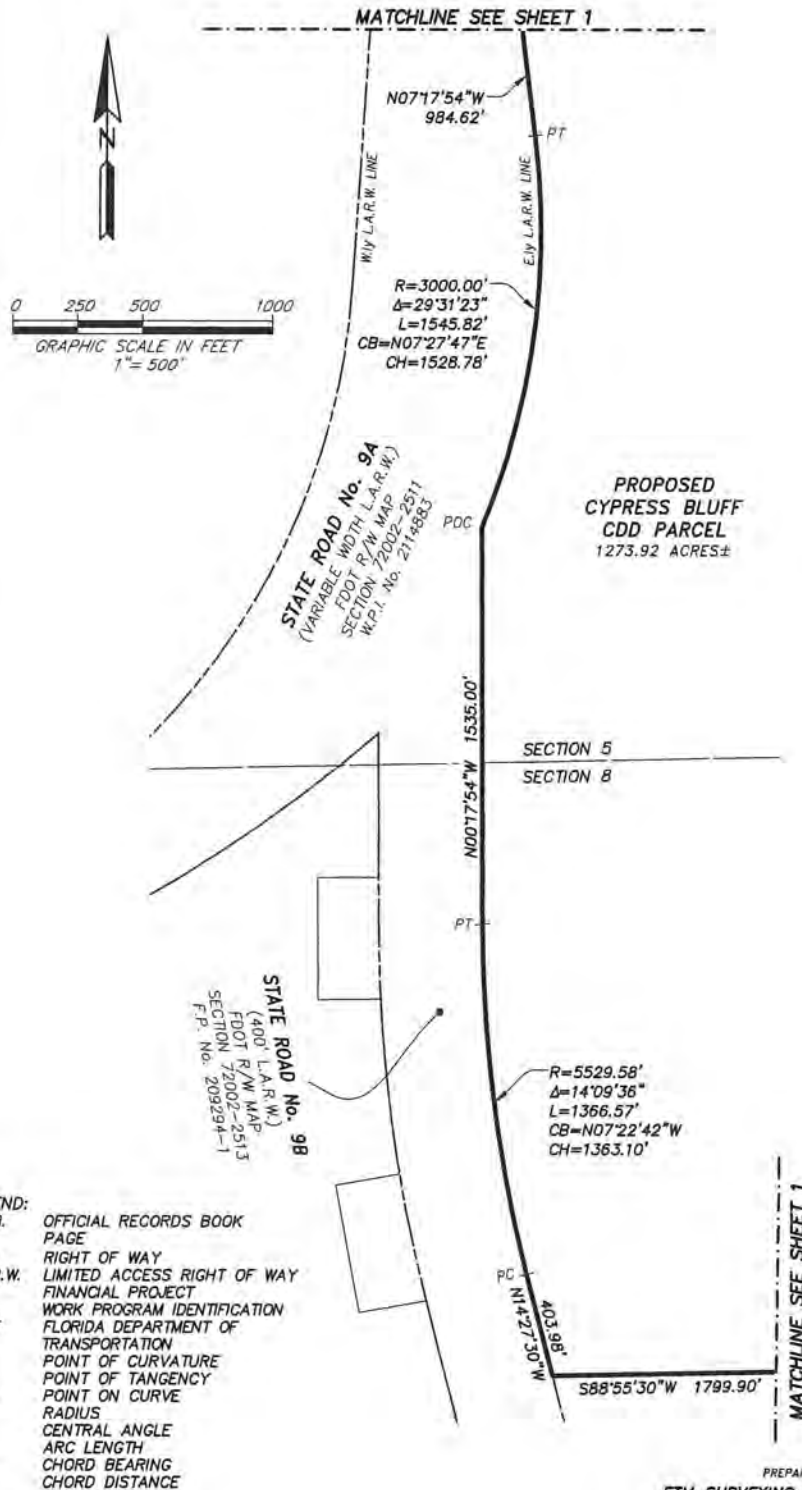 MATCHLINE SEE SHEET 1
N07°17'54"W
984.62'
PT
N
W.ly L.A.R.W. LINE
E.ly L.A.R.W. LINE
R=3000.00'
Δ=29°31'23"
L=1545.82'
CB=N07°27'47"E
CH=1528.78'
0 250 500 1000
GRAPHIC SCALE IN FEET
1"= 500'
STATE ROAD No. 9A
(VARIABLE WIDTH L.A.R.W.)
FDOT R/W MAP
SECTION 72002-2511
W.P.I. No. 2114883
POC
PROPOSED
CYPRESS BLUFF
CDD PARCEL
1273.92 ACRES±
N00°17'54"W 1535.00'
SECTION 5
SECTION 8
PT
STATE ROAD No. 9B
(400' L.A.R.W.)
FDOT R/W MAP
SECTION 72002-2513
F.P. No. 209294-1
R=5529.58'
Δ=14°09'36"
L=1366.57'
CB=N07°22'42"W
CH=1363.10'
PC
N14°27'30"W
403.98'
S88°55'30"W 1799.90'
MATCHLINE SEE SHEET 1
END:
OFFICIAL RECORDS BOOK
PAGE
RIGHT OF WAY
.W. LIMITED ACCESS RIGHT OF WAY
FINANCIAL PROJECT
WORK PROGRAM IDENTIFICATION
FLORIDA DEPARTMENT OF
TRANSPORTATION
POINT OF CURVATURE
POINT OF TANGENCY
POINT ON CURVE
RADIUS
CENTRAL ANGLE
ARC LENGTH
CHORD BEARING
CHORD DISTANCE
PREPA